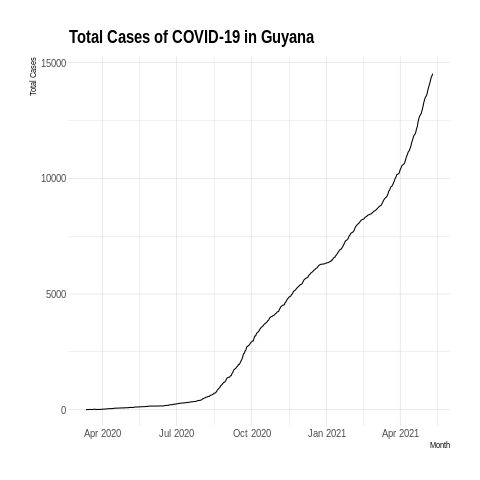 Total Cases of COVID-19 in Guyana
Total Cases
15000
10000
5000
0
Apr 2020 Jul 2020 Oct 2020 Jan 2021 Apr 2021
Month